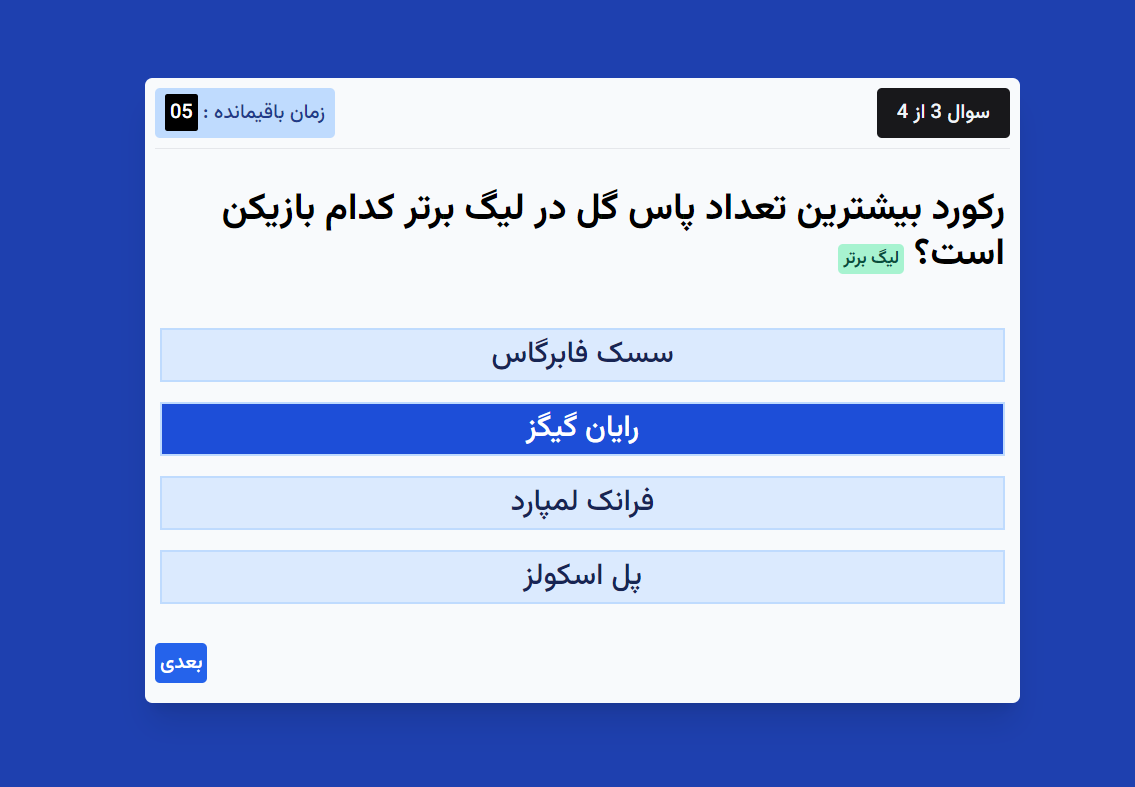 سوال 3 از 4
زمان باقیمانده : 05
رکورد بیشترین تعداد پاس گل در لیگ برتر کدام بازیکن
است؟ لیگ برتر
سسک فابرگاس
رایان گیگز
فرانک لمپارد
پل اسکولز
بعدی